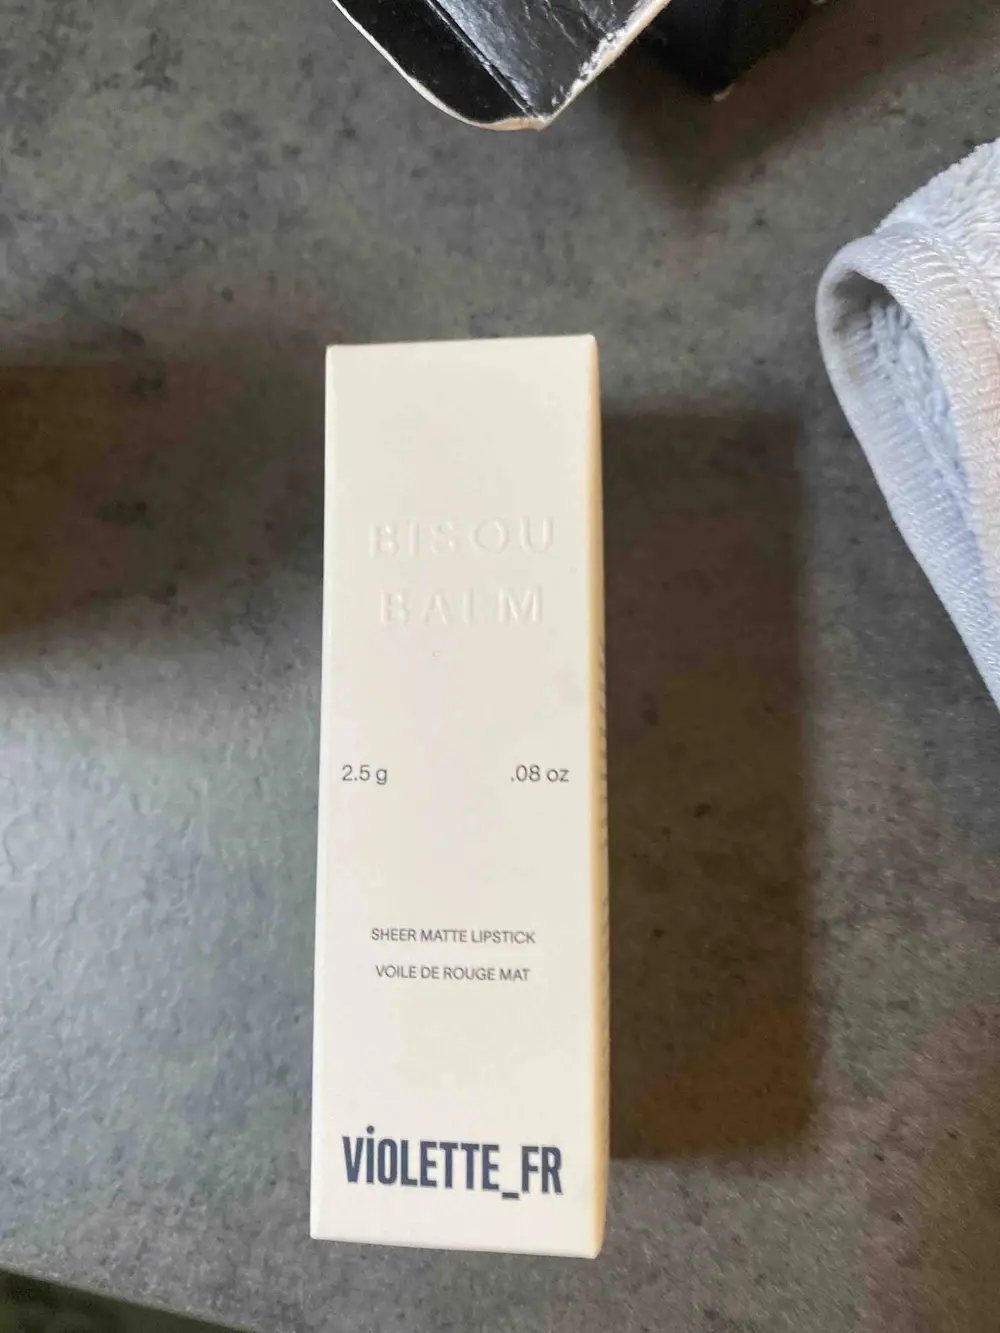 BISOU
BALM
2.5 g .08 oz
SHEER MATTE LIPSTICK
VOILE DE ROUGE MAT
VIOLETTE_FR